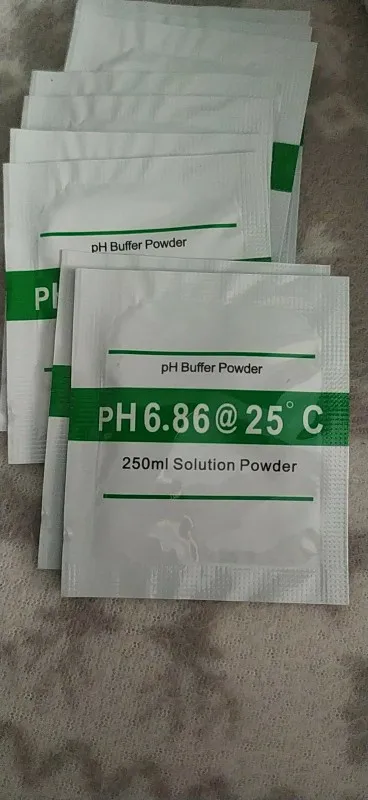 pH Buffer Powder
PH
pH Buffer Powder
PH 6.86 @ 25° C
250ml Solution Powder